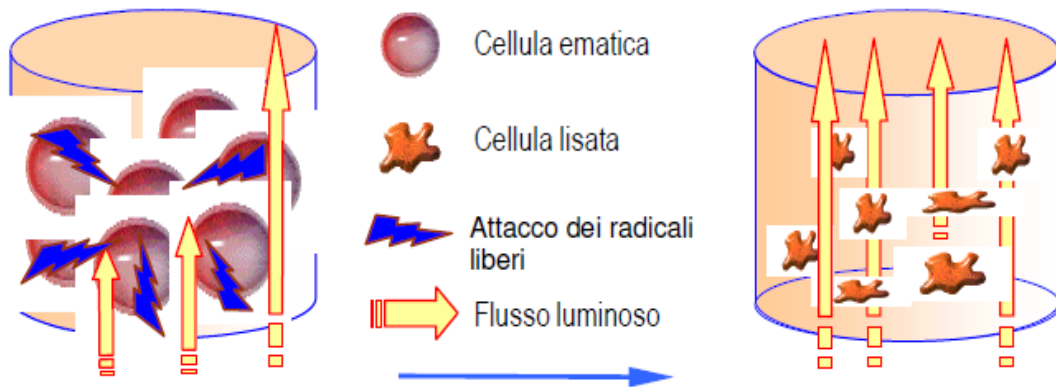 Cellula ematica
Cellula lisata
Attacco dei radicali
liberi
Flusso luminoso